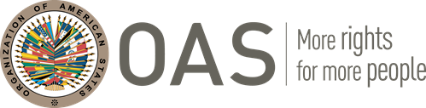 ORGANIZATION OF AMERICAN STATES
OAS
More rights
for more people